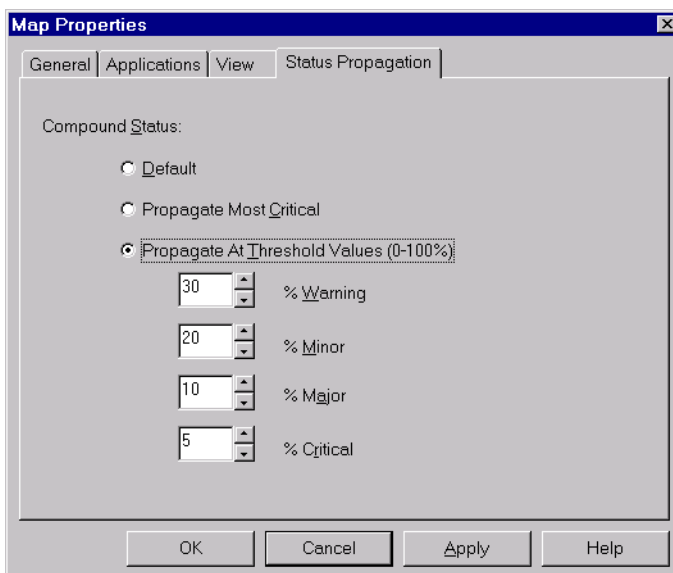 Map Properties
General Applications View Status Propagation
Compound Status:
Default
Propagate Most Critical
Propagate At Threshold Values (0-100%)
30 % Warning
20 % Minor
10 % Major
5 % Critical
OK Cancel Apply Help